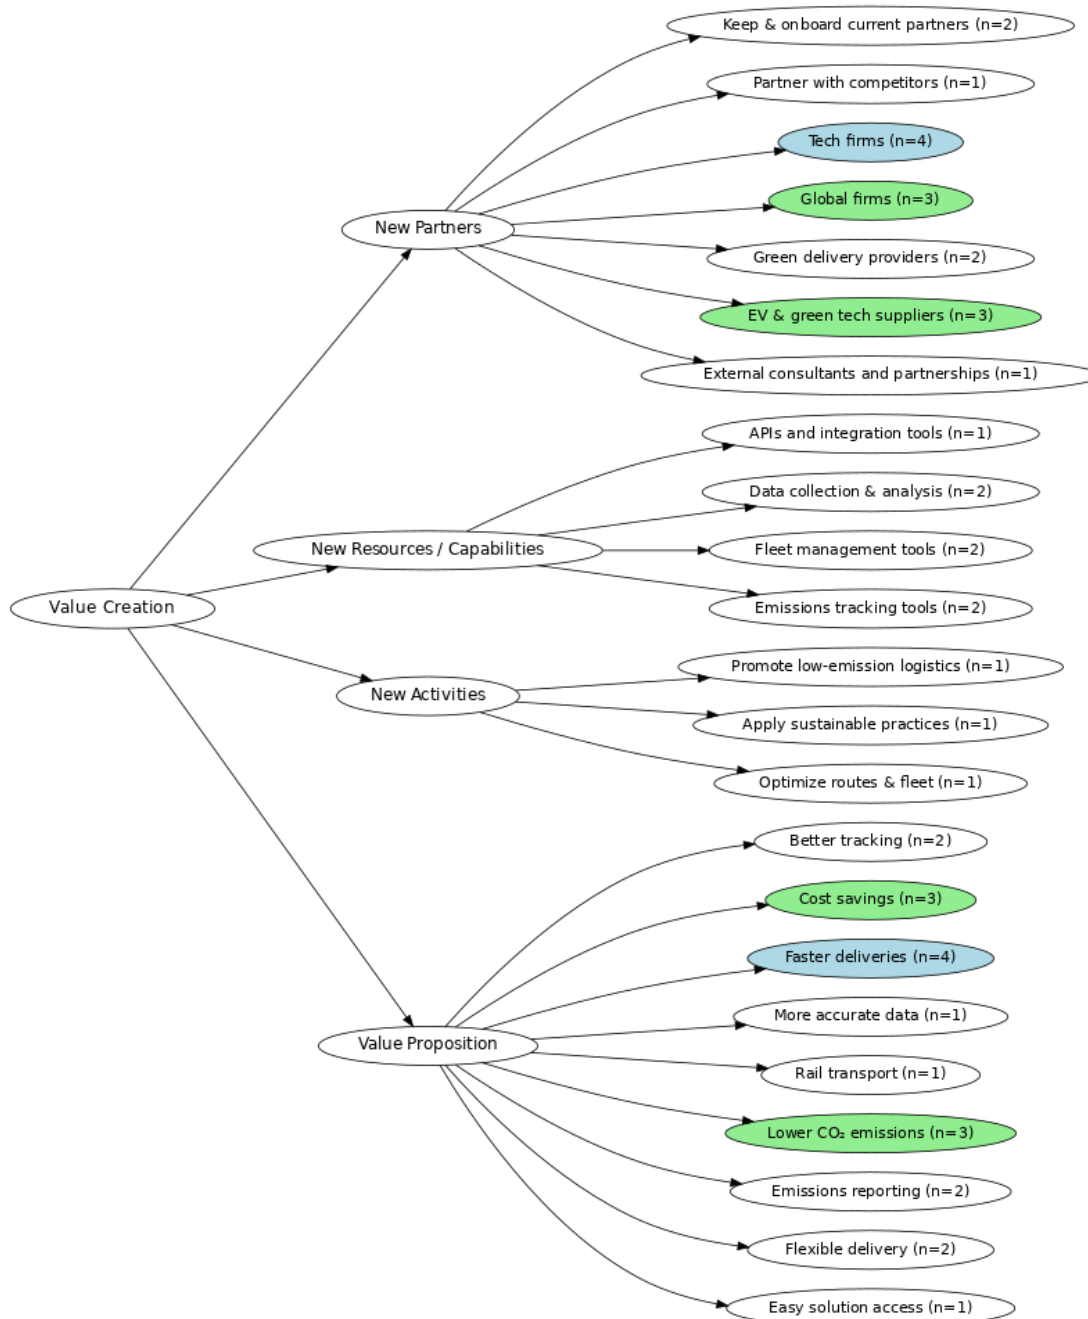 Keep & onboard current partners (n=2)
Partner with competitors (n=1)
Tech firms (n=4)
Global firms (n=3)
New Partners
Green delivery providers (n=2)
EV & green tech suppliers (n=3)
External consultants and partnerships (n=1)
APIs and integration tools (n=1)
Data collection & analysis (n=2)
New Resources / Capabilities
Fleet management tools (n=2)
Value Creation
Emissions tracking tools (n=2)
Promote low-emission logistics (n=1)
New Activities
Apply sustainable practices (n=1)
Optimize routes & fleet (n=1)
Better tracking (n=2)
Cost savings (n=3)
Faster deliveries (n=4)
More accurate data (n=1)
Value Proposition
Rail transport (n=1)
Lower CO₂ emissions (n=3)
Emissions reporting (n=2)
Flexible delivery (n=2)
Easy solution access (n=1)